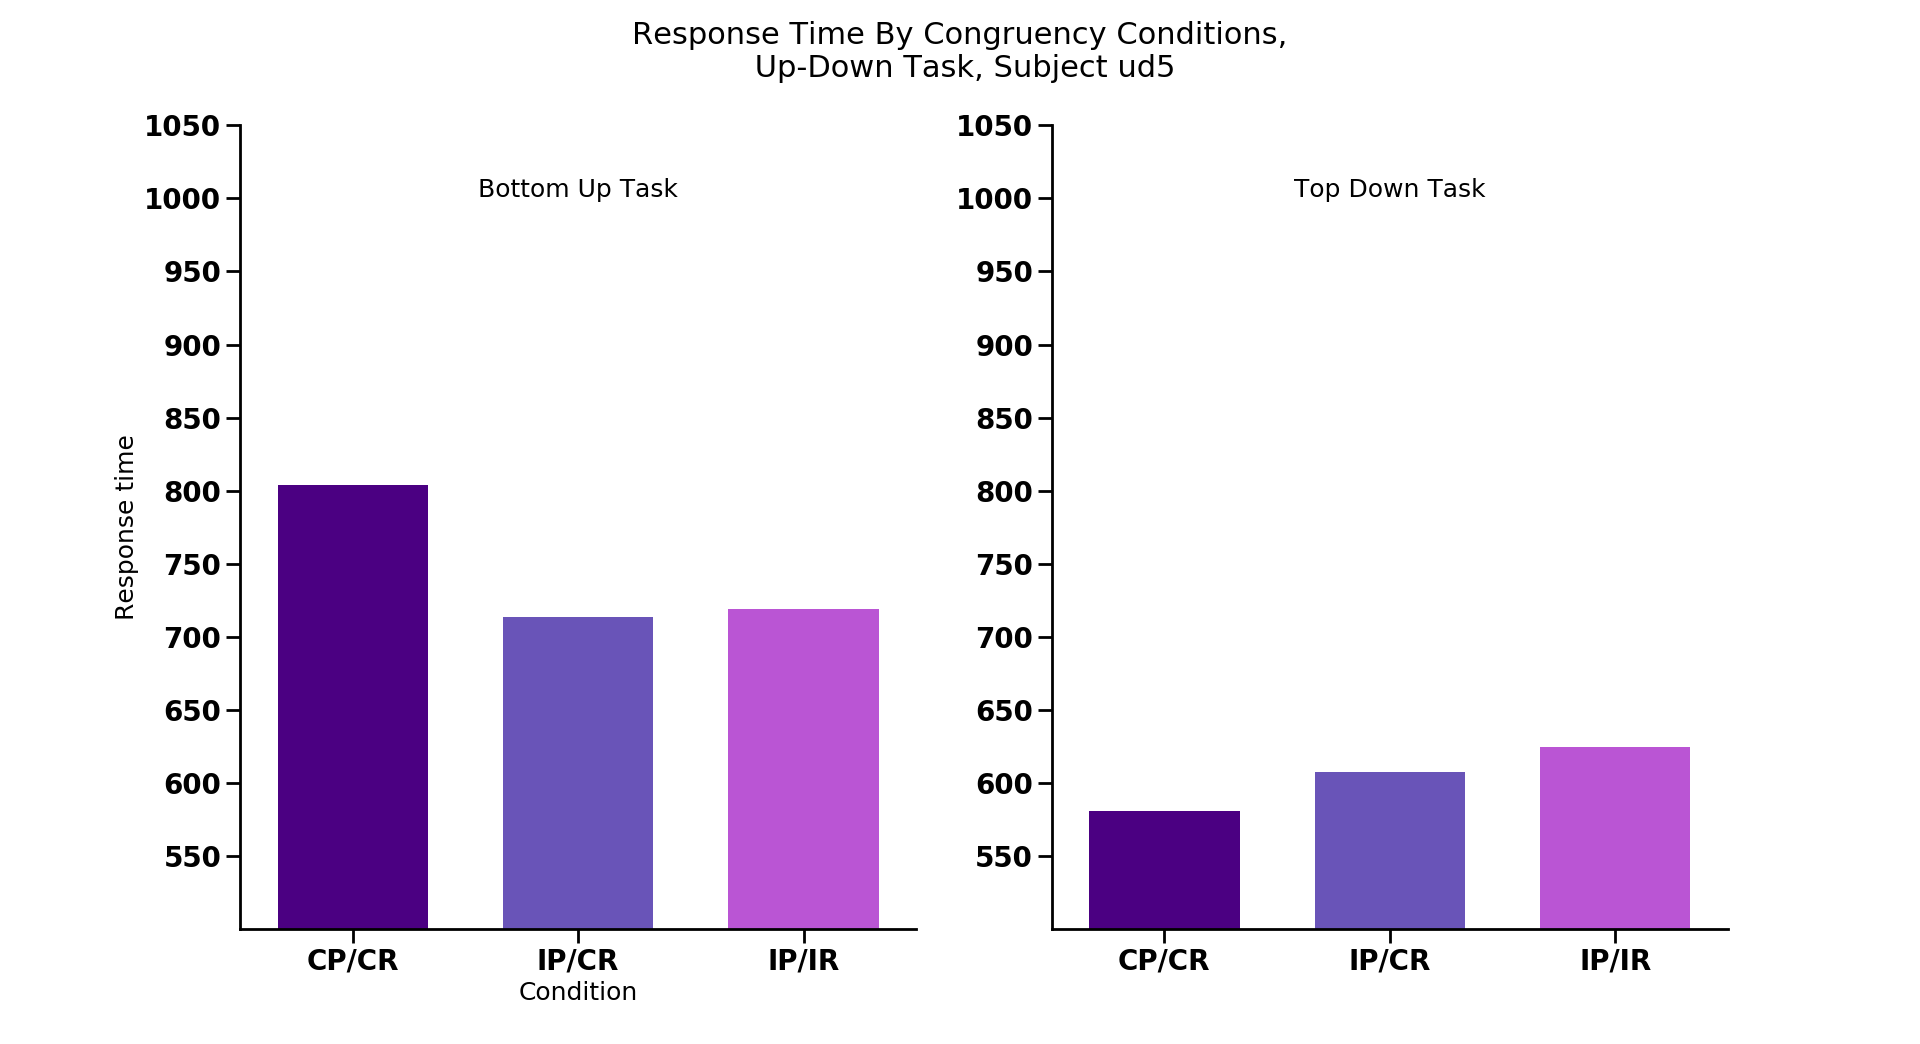 Response Time By Congruency Conditions,
Up-Down Task, Subject ud5
Bottom Up Task
1050
1000
950
900
850
800
750
700
650
600
550
Response time
CP/CR
IP/CR
IP/IR
Condition
Top Down Task
1050
1000
950
900
850
800
750
700
650
600
550
CP/CR
IP/CR
IP/IR